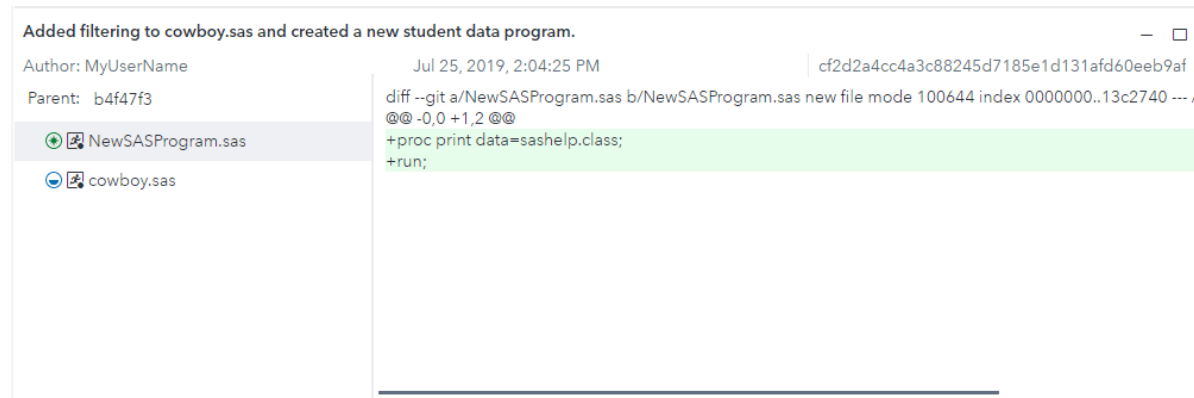 Added filtering to cowboy.sas and created a new student data program.
Author: MyUserName Jul 25, 2019, 2:04:25 PM cf2d2a4cc4a3c88245d7185e1d131afd60eeb9af
Parent: b4f47f3
NewSASProgram.sas
cowboy.sas
diff --git a/NewSASProgram.sas b/NewSASProgram.sas new file mode 100644 index 0000000..13c2740 --- /
@@ -0,0 +1,2 @@
+proc print data=sashelp.class;
+run;